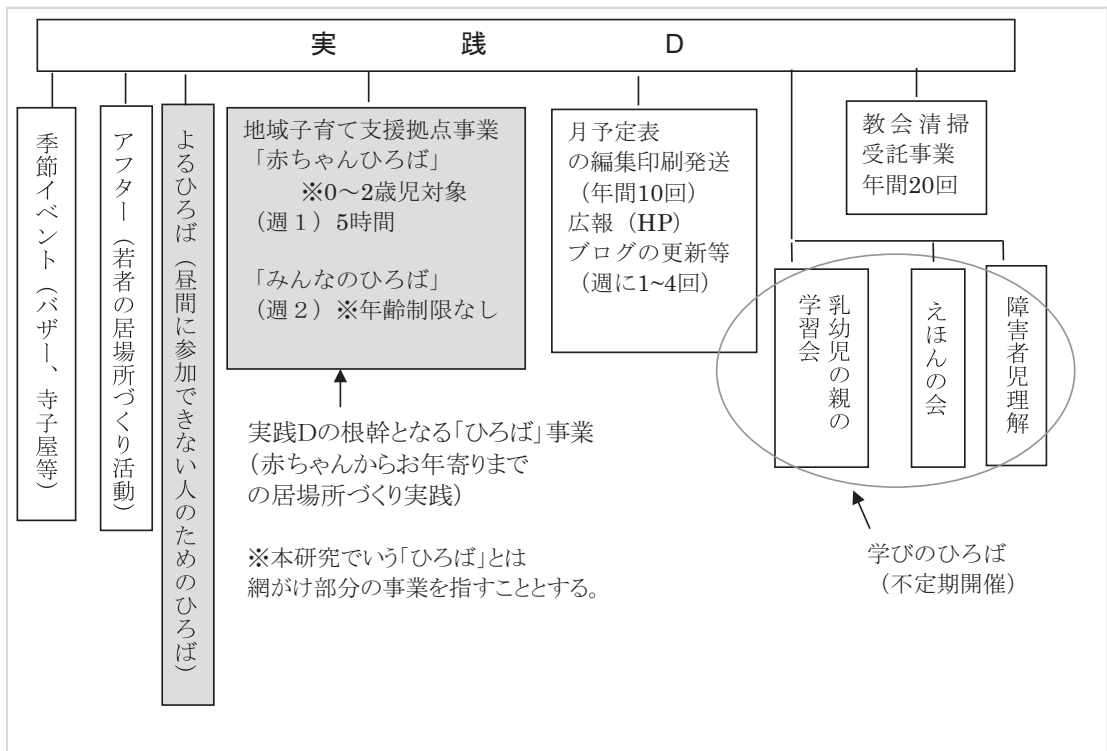 実践D
季節イベント（バザー、寺子屋等）
アフター（若者の居場所づくり活動）
よるひろば（昼間に参加できない人のためのひろば）
地域子育て支援拠点事業
「赤ちゃんひろば」
※0～2歳児対象
（週１）5時間
「みんなのひろば」
（週２）※年齢制限なし
月予定表
の編集印刷発送
（年間10回）
広報（HP）
ブログの更新等
（週に1~4回）
教会清掃
受託事業
年間20回
乳幼児の親の
学習会
えほんの会
障害者児理解
実践Dの根幹となる「ひろば」事業
（赤ちゃんからお年寄りまで
の居場所づくり実践）
※本研究でいう「ひろば」とは
網がけ部分の事業を指すこととする。
学びのひろば
（不定期開催）